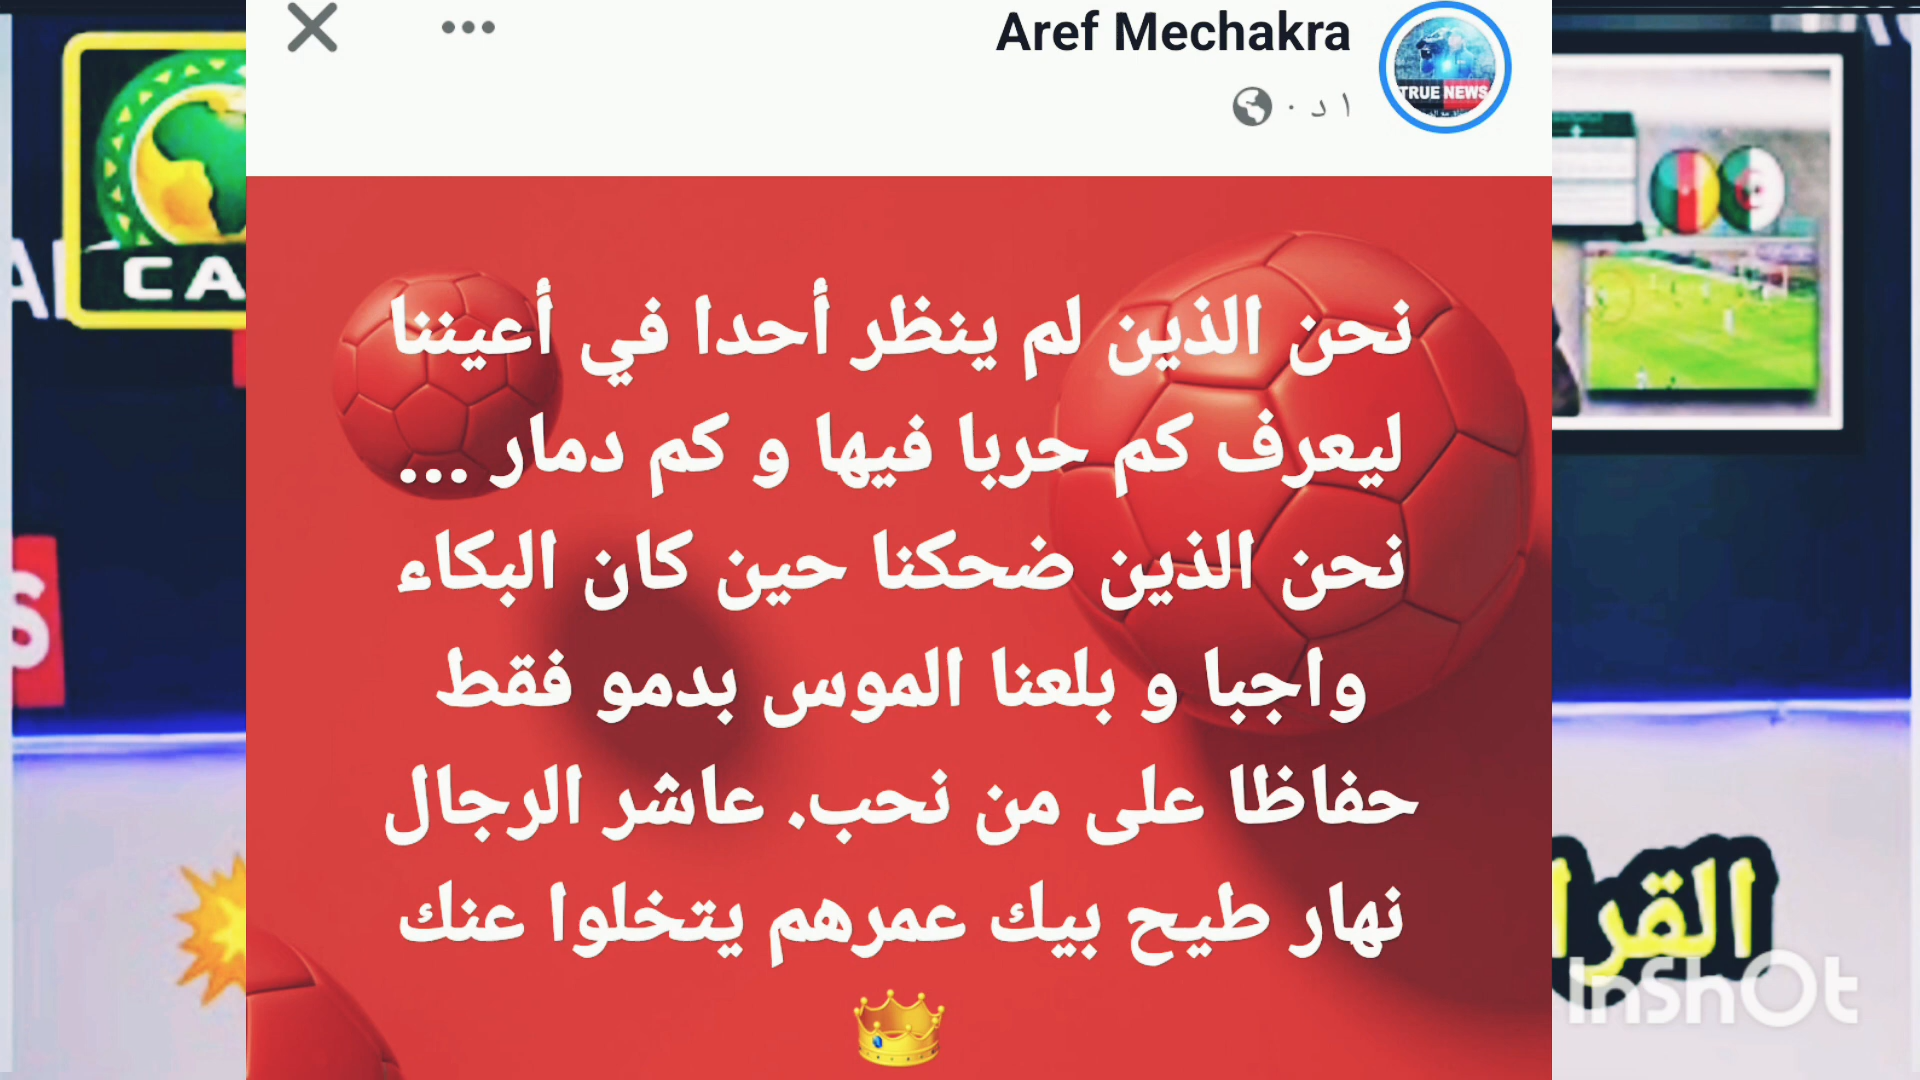 Aref Mechakra
١ د ·
TRUE NEWS
نحن الذين لم ينظر أحدا في أعيننا
ليعرف كم حربا فيها و كم دمار ...
نحن الذين ضحكنا حين كان البكاء
واجبا و بلعنا الموس بدمو فقط
حفاظا على من نحب. عاشر الرجال
نهار طيح بيك عمرهم يتخلوا عنك
👑
CA
S
القرا
InShOt